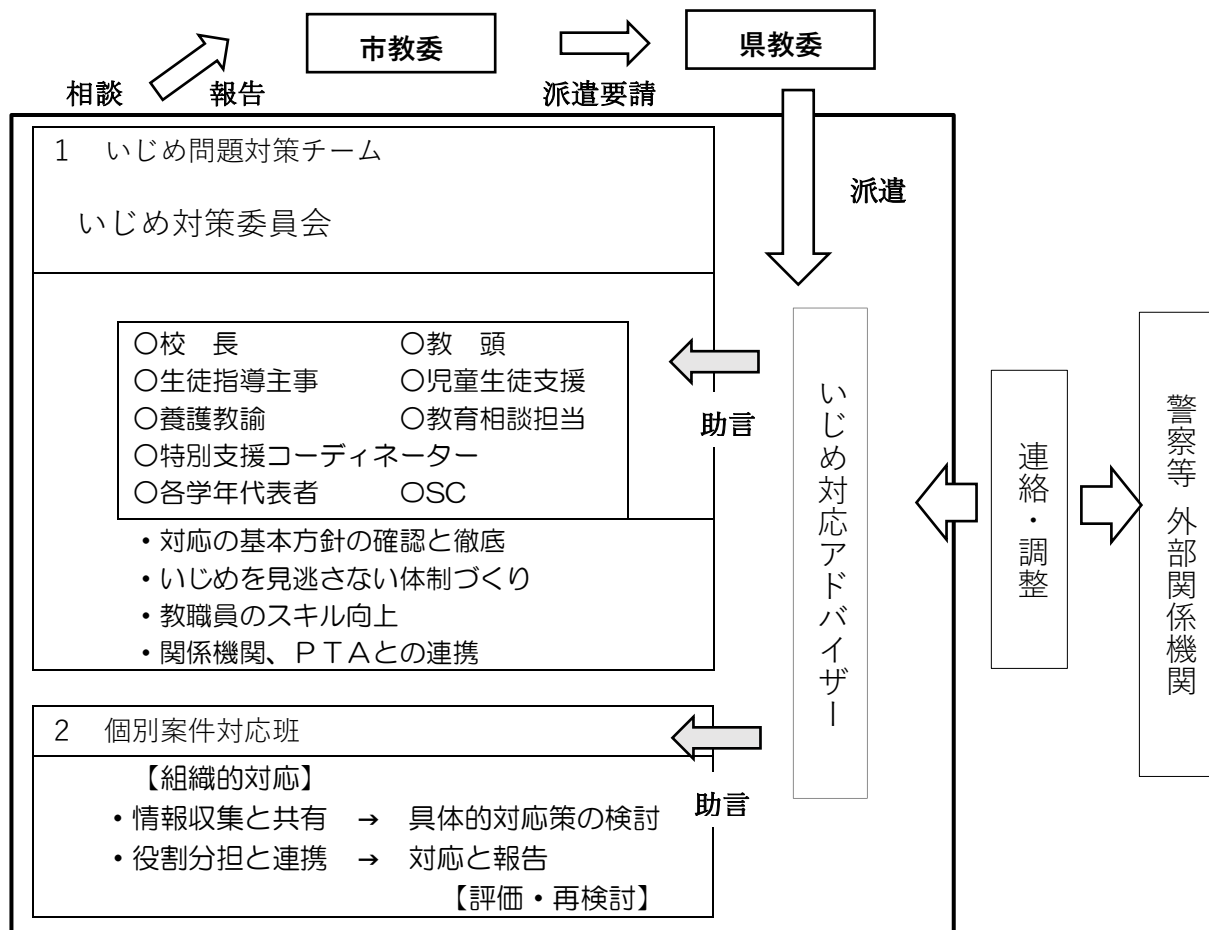 市教委
県教委
相談
報告
派遣要請
1 いじめ問題対策チーム
いじめ対策委員会
派遣
○校 長 ○教 頭
○生徒指導主事 ○児童生徒支援
○養護教諭 ○教育相談担当
○特別支援コーディネーター
○各学年代表者 ○SC
助言
・対応の基本方針の確認と徹底
・いじめを見逃さない体制づくり
・教職員のスキル向上
・関係機関、PTAとの連携
いじめ対応アドバイザー
連絡・調整
警察等 外部関係機関
2 個別案件対応班
【組織的対応】
・情報収集と共有 → 具体的対応策の検討
・役割分担と連携 → 対応と報告
【評価・再検討】
助言